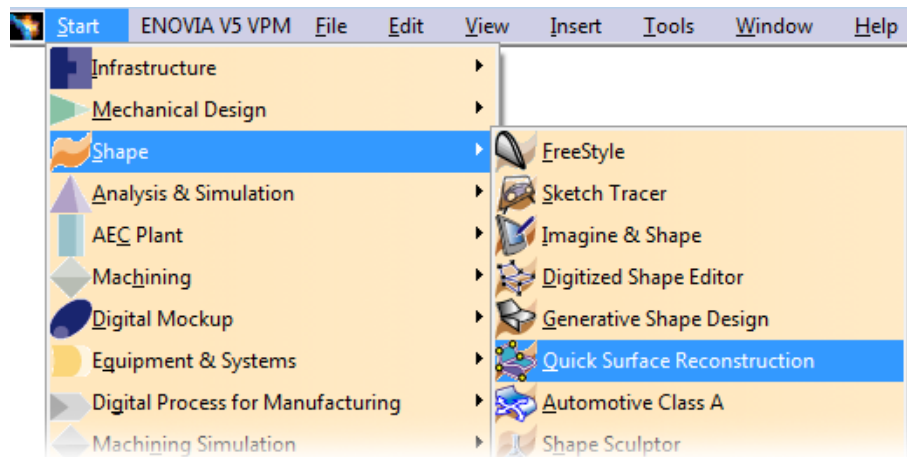 Start ENOVIA V5 VPM File Edit View Insert Tools Window Help
Infrastructure
Mechanical Design
Shape
Analysis & Simulation
AEC Plant
Machining
Digital Mockup
Equipment & Systems
Digital Process for Manufacturing
Machining Simulation
FreeStyle
Sketch Tracer
Imagine & Shape
Digitized Shape Editor
Generative Shape Design
Quick Surface Reconstruction
Automotive Class A
Shape Sculptor